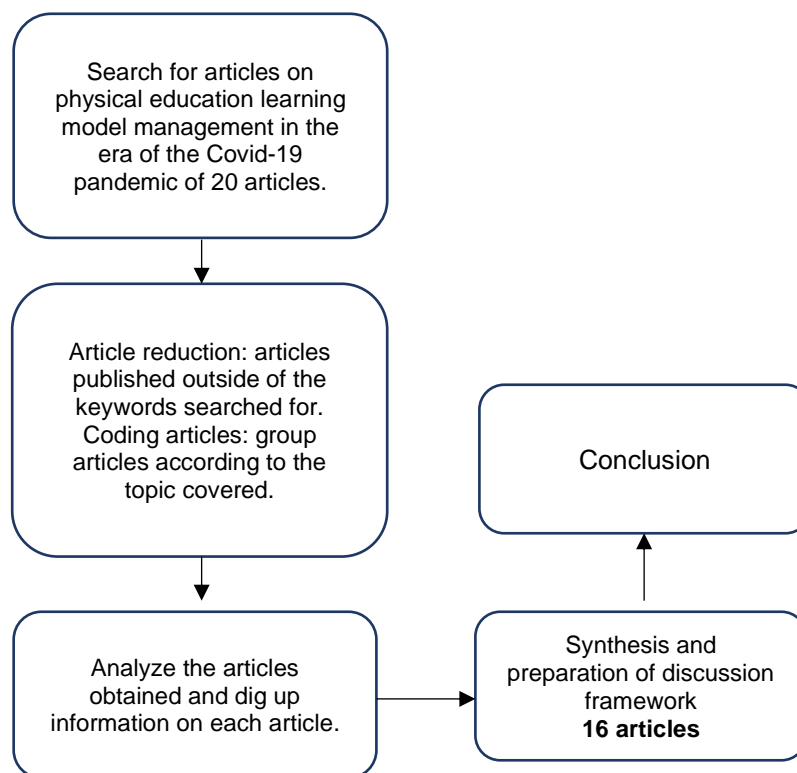 Search for articles on
physical education learning
model management in the
era of the Covid-19
pandemic of 20 articles.
Article reduction: articles
published outside of the
keywords searched for.
Coding articles: group
articles according to the
topic covered.
Analyze the articles
obtained and dig up
information on each article.
Synthesis and
preparation of discussion
framework
16 articles
Conclusion